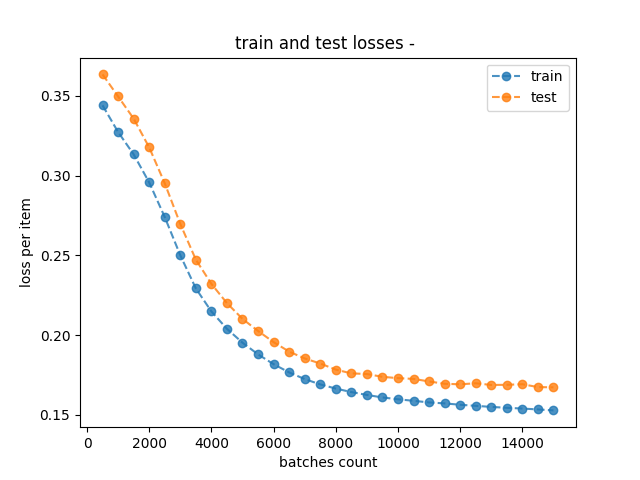 train and test losses -
train
test
0.35
0.30
0.25
0.20
0.15
loss per item
0 2000 4000 6000 8000 10000 12000 14000
batches count